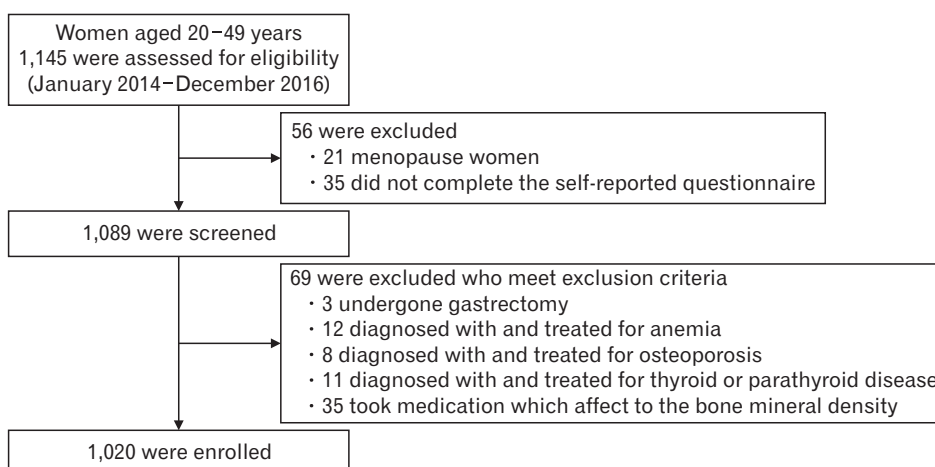 Women aged 20–49 years
1,145 were assessed for eligibility
(January 2014–December 2016)
56 were excluded
· 21 menopause women
· 35 did not complete the self-reported questionnaire
1,089 were screened
69 were excluded who meet exclusion criteria
· 3 undergone gastrectomy
· 12 diagnosed with and treated for anemia
· 8 diagnosed with and treated for osteoporosis
· 11 diagnosed with and treated for thyroid or parathyroid disease
· 35 took medication which affect to the bone mineral density
1,020 were enrolled